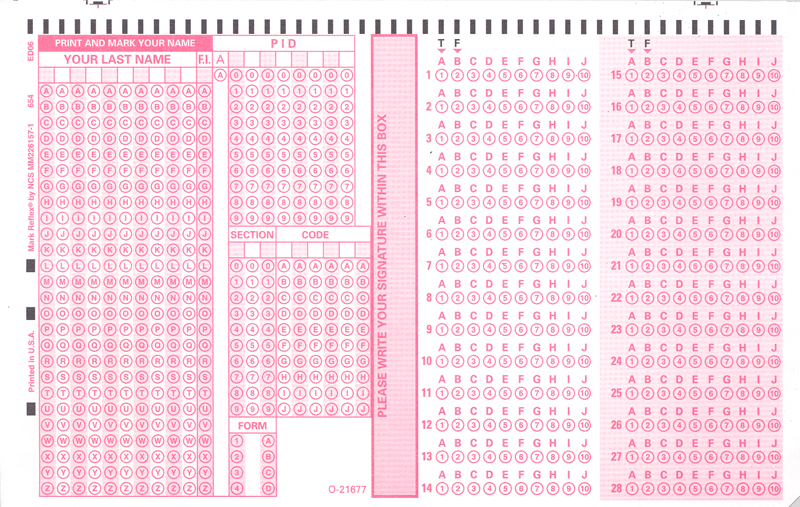 ED06
654
Mark Reflex® by NCS MM226157-1
Printed in U.S.A.
PRINT AND MARK YOUR NAME
YOUR LAST NAME F.I.
A A A A A A A A A A A
B B B B B B B B B B B
C C C C C C C C C C C
D D D D D D D D D D D
E E E E E E E E E E E
F F F F F F F F F F F
G G G G G G G G G G G
H H H H H H H H H H H
I I I I I I I I I I I
J J J J J J J J J J J
K K K K K K K K K K K
L L L L L L L L L L L
M M M M M M M M M M M
N N N N N N N N N N N
O O O O O O O O O O O
P P P P P P P P P P P
Q Q Q Q Q Q Q Q Q Q Q
R R R R R R R R R R R
S S S S S S S S S S S
T T T T T T T T T T T
U U U U U U U U U U U
V V V V V V V V V V V
W W W W W W W W W W W
X X X X X X X X X X X
Y Y Y Y Y Y Y Y Y Y Y
Z Z Z Z Z Z Z Z Z Z Z
PID
A
A 0 0 0 0 0 0 0 0
1 1 1 1 1 1 1 1
2 2 2 2 2 2 2 2
3 3 3 3 3 3 3 3
4 4 4 4 4 4 4 4
5 5 5 5 5 5 5 5
6 6 6 6 6 6 6 6
7 7 7 7 7 7 7 7
8 8 8 8 8 8 8 8
9 9 9 9 9 9 9 9
SECTION CODE
0 0 0 A A A A A A
1 1 1 B B B B B B
2 2 2 C C C C C C
3 3 3 D D D D D D
4 4 4 E E E E E E
5 5 5 F F F F F F
6 6 6 G G G G G G
7 7 7 H H H H H H
8 8 8 I I I I I I
9 9 9 J J J J J J
FORM
1 A
2 B
3 C
4 D
O-21677
PLEASE WRITE YOUR SIGNATURE WITHIN THIS BOX
T F
A B C D E F G H I J
1 1 2 3 4 5 6 7 8 9 10
A B C D E F G H I J
2 1 2 3 4 5 6 7 8 9 10
A B C D E F G H I J
3 1 2 3 4 5 6 7 8 9 10
A B C D E F G H I J
4 1 2 3 4 5 6 7 8 9 10
A B C D E F G H I J
5 1 2 3 4 5 6 7 8 9 10
A B C D E F G H I J
6 1 2 3 4 5 6 7 8 9 10
A B C D E F G H I J
7 1 2 3 4 5 6 7 8 9 10
A B C D E F G H I J
8 1 2 3 4 5 6 7 8 9 10
A B C D E F G H I J
9 1 2 3 4 5 6 7 8 9 10
A B C D E F G H I J
10 1 2 3 4 5 6 7 8 9 10
A B C D E F G H I J
11 1 2 3 4 5 6 7 8 9 10
A B C D E F G H I J
12 1 2 3 4 5 6 7 8 9 10
A B C D E F G H I J
13 1 2 3 4 5 6 7 8 9 10
A B C D E F G H I J
14 1 2 3 4 5 6 7 8 9 10
T F
A B C D E F G H I J
15 1 2 3 4 5 6 7 8 9 10
A B C D E F G H I J
16 1 2 3 4 5 6 7 8 9 10
A B C D E F G H I J
17 1 2 3 4 5 6 7 8 9 10
A B C D E F G H I J
18 1 2 3 4 5 6 7 8 9 10
A B C D E F G H I J
19 1 2 3 4 5 6 7 8 9 10
A B C D E F G H I J
20 1 2 3 4 5 6 7 8 9 10
A B C D E F G H I J
21 1 2 3 4 5 6 7 8 9 10
A B C D E F G H I J
22 1 2 3 4 5 6 7 8 9 10
A B C D E F G H I J
23 1 2 3 4 5 6 7 8 9 10
A B C D E F G H I J
24 1 2 3 4 5 6 7 8 9 10
A B C D E F G H I J
25 1 2 3 4 5 6 7 8 9 10
A B C D E F G H I J
26 1 2 3 4 5 6 7 8 9 10
A B C D E F G H I J
27 1 2 3 4 5 6 7 8 9 10
A B C D E F G H I J
28 1 2 3 4 5 6 7 8 9 10